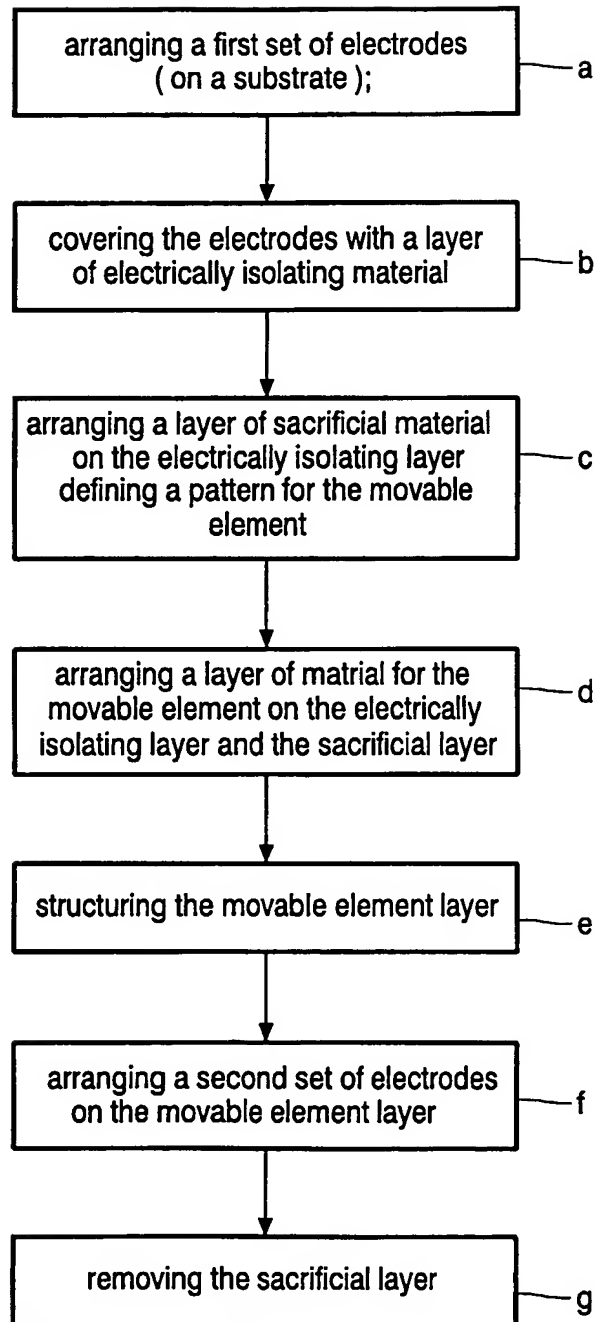 arranging a first set of electrodes
( on a substrate );
a
covering the electrodes with a layer
of electrically isolating material
b
arranging a layer of sacrificial material
on the electrically isolating layer
defining a pattern for the movable
element
c
arranging a layer of matrial for the
movable element on the electrically
isolating layer and the sacrificial layer
d
structuring the movable element layer
e
arranging a second set of electrodes
on the movable element layer
f
removing the sacrificial layer
g